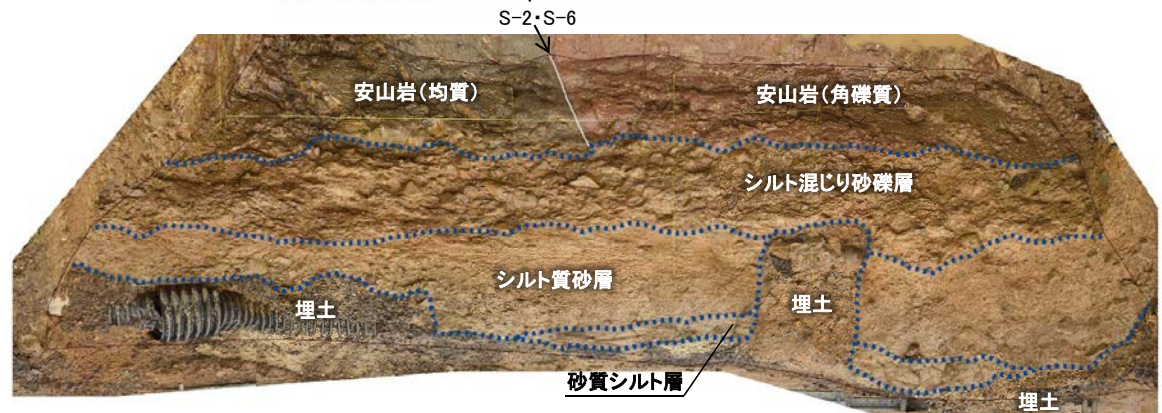 S-2・S-6
安山岩(均質)
安山岩(角礫質)
シルト混じり砂礫層
シルト質砂層
埋土
埋土
砂質シルト層
埋土